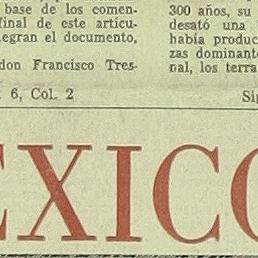 base de los comen-
final de este artícu-
egran el documento,
don Francisco Tres-
6, Col. 2
300 años, su
desató una
había produc
zas dominante
nal, los terra
Si
EXICO